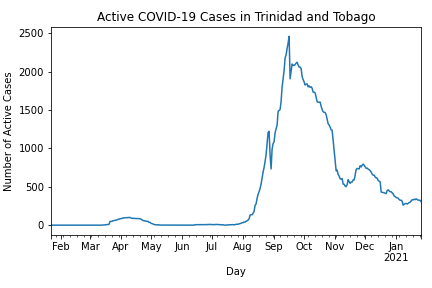 Active COVID-19 Cases in Trinidad and Tobago
Number of Active Cases
2500
2000
1500
1000
500
0
Feb Mar Apr May Jun Jul Aug Sep Oct Nov Dec Jan
2021
Day